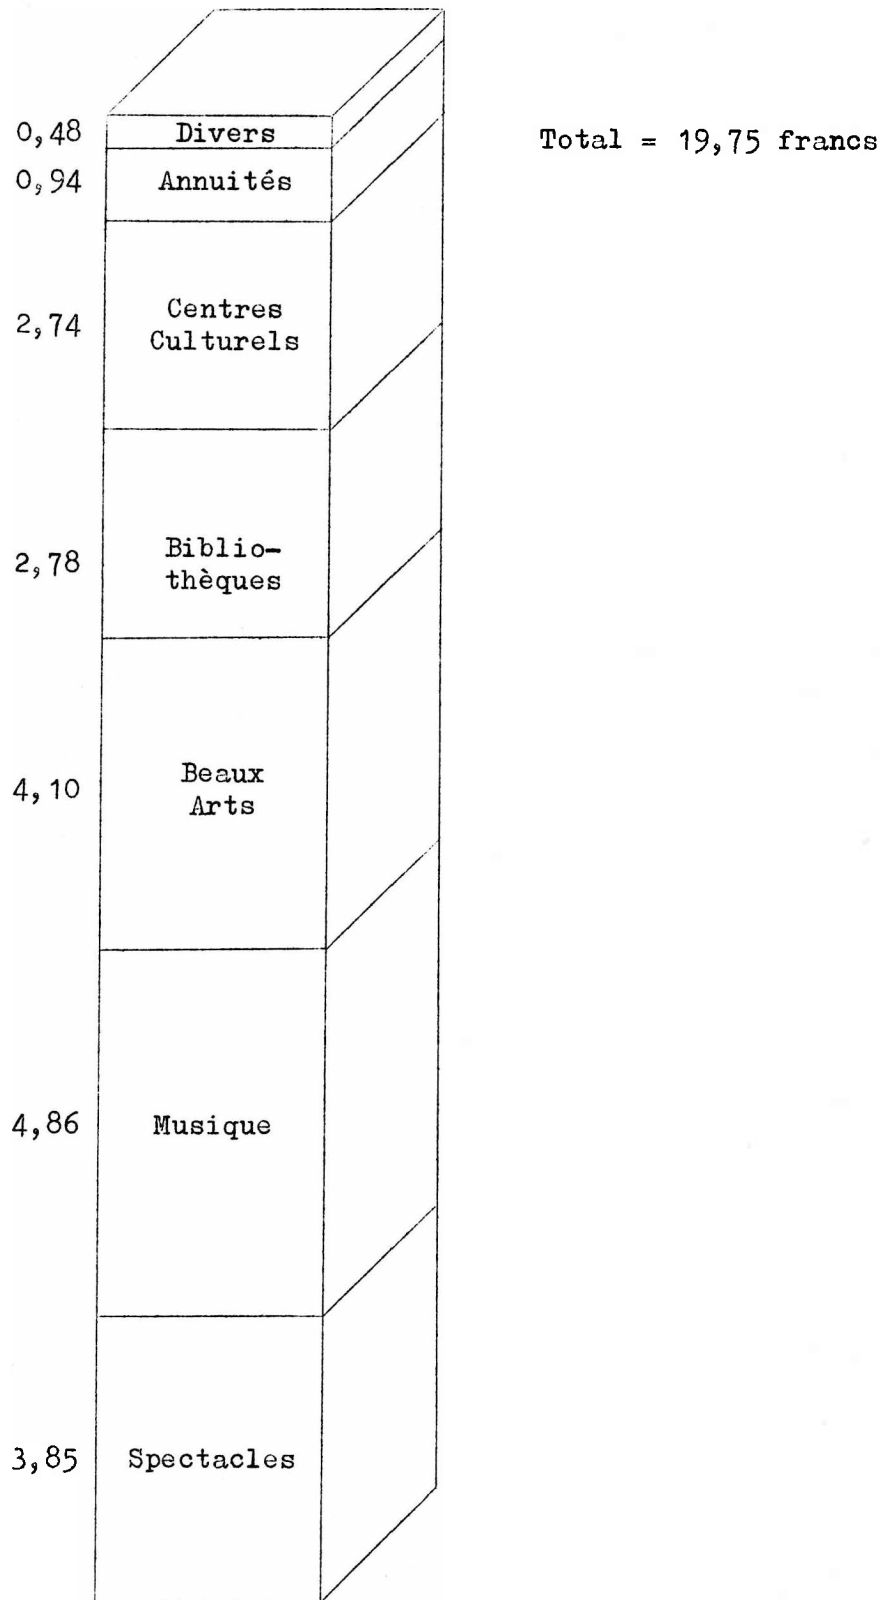 0,48 Divers
Total = 19,75 francs
0,94 Annuités
2,74 Centres
Culturels
2,78 Biblio-
thèques
4,10 Beaux
Arts
4,86 Musique
3,85 Spectacles